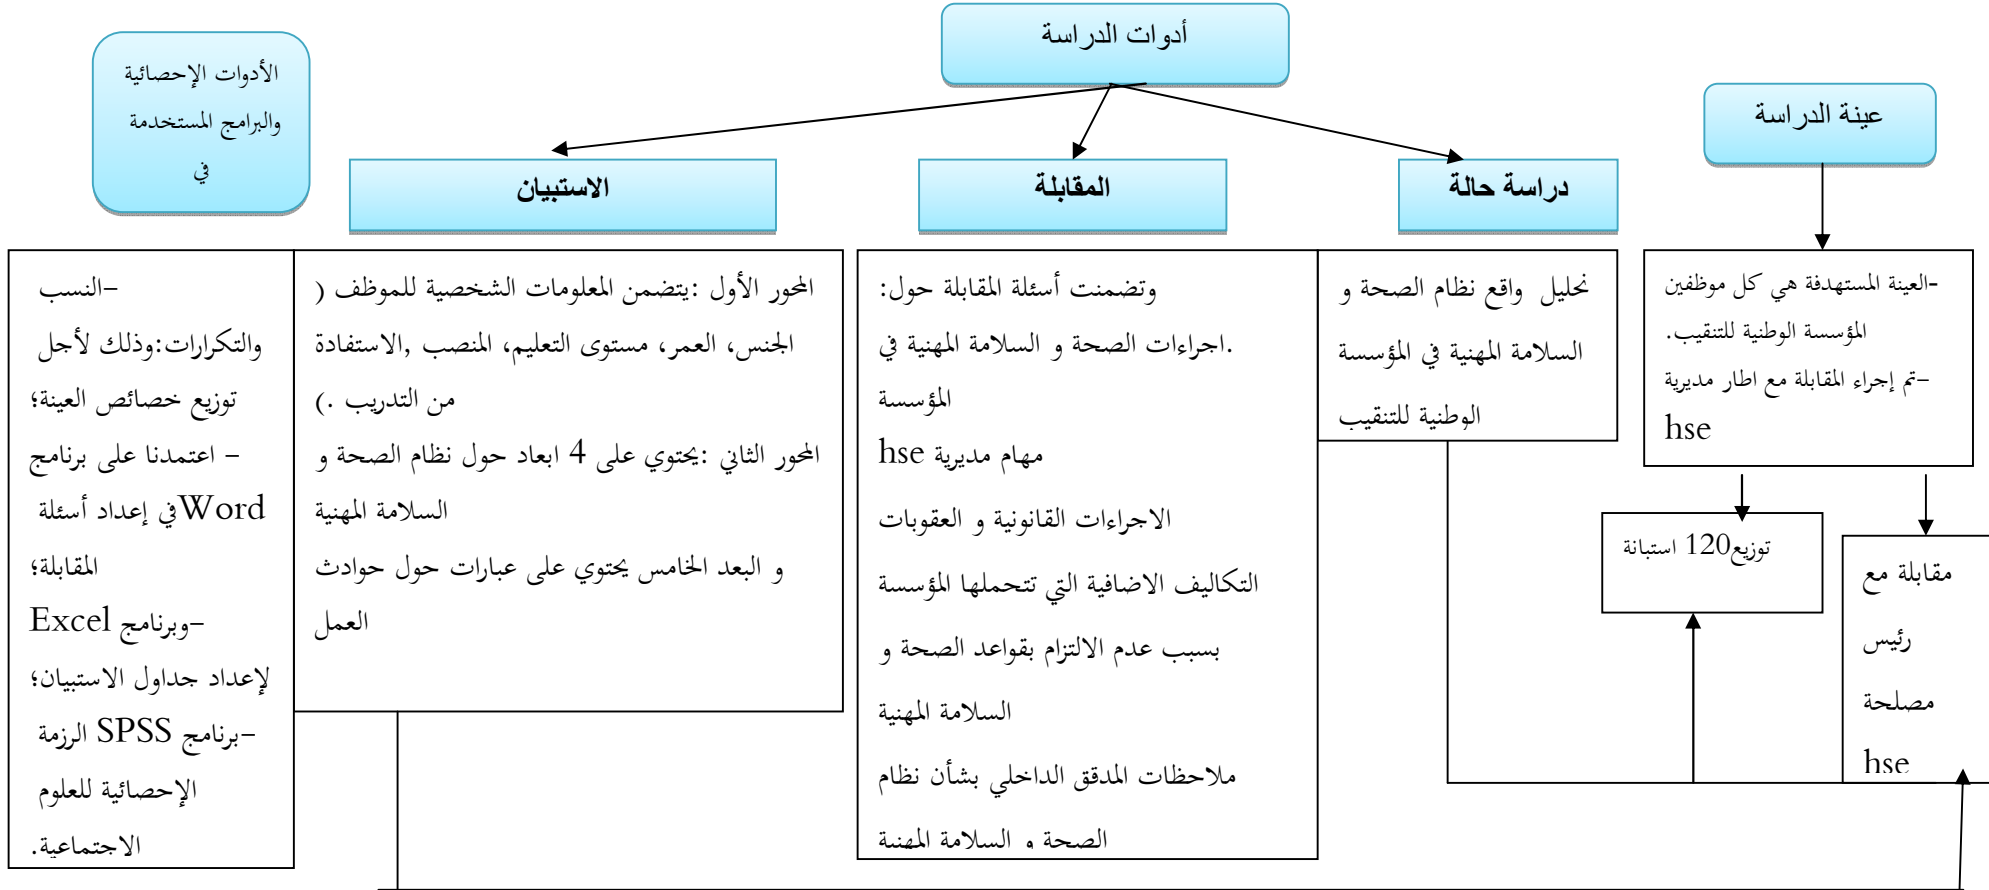 أدوات الدراسة
عينة الدراسة
الأدوات الإحصائية
والبرامج المستخدمة
في
دراسة حالة
المقابلة
الاستبيان
-العينة المستهدفة هي كل موظفين
المؤسسة الوطنية للتنقيب.
-تم إجراء المقابلة مع اطار مديرية
hse
توزيع120 استبانة
مقابلة مع
رئيس
مصلحة
hse
تحليل واقع نظام الصحة و
السلامة المهنية في المؤسسة
الوطنية للتنقيب
وتضمنت أسئلة المقابلة حول:
.اجراءات الصحة و السلامة المهنية في
المؤسسة
مهام مديرية hse
الاجراءات القانونية و العقوبات
التكاليف الاضافية التي تتحملها المؤسسة
بسبب عدم الالتزام بقواعد الصحة و
السلامة المهنية
ملاحظات المدقق الداخلي بشأن نظام
الصحة و السلامة المهنية
المحور الأول :يتضمن المعلومات الشخصية للموظف (
الجنس، العمر، مستوى التعليم، المنصب ,الاستفادة
من التدريب .)
المحور الثاني :يحتوي على 4 ابعاد حول نظام الصحة و
السلامة المهنية
و البعد الخامس يحتوي على عبارات حول حوادث
العمل
-النسب
والتكرارات:وذلك لأجل
توزيع خصائص العينة؛
- اعتمدنا على برنامج
Wordفي إعداد أسئلة
المقابلة؛
-وبرنامج Excel
لإعداد جداول الاستبيان؛
-برنامج SPSS الرزمة
الإحصائية للعلوم
الاجتماعية.